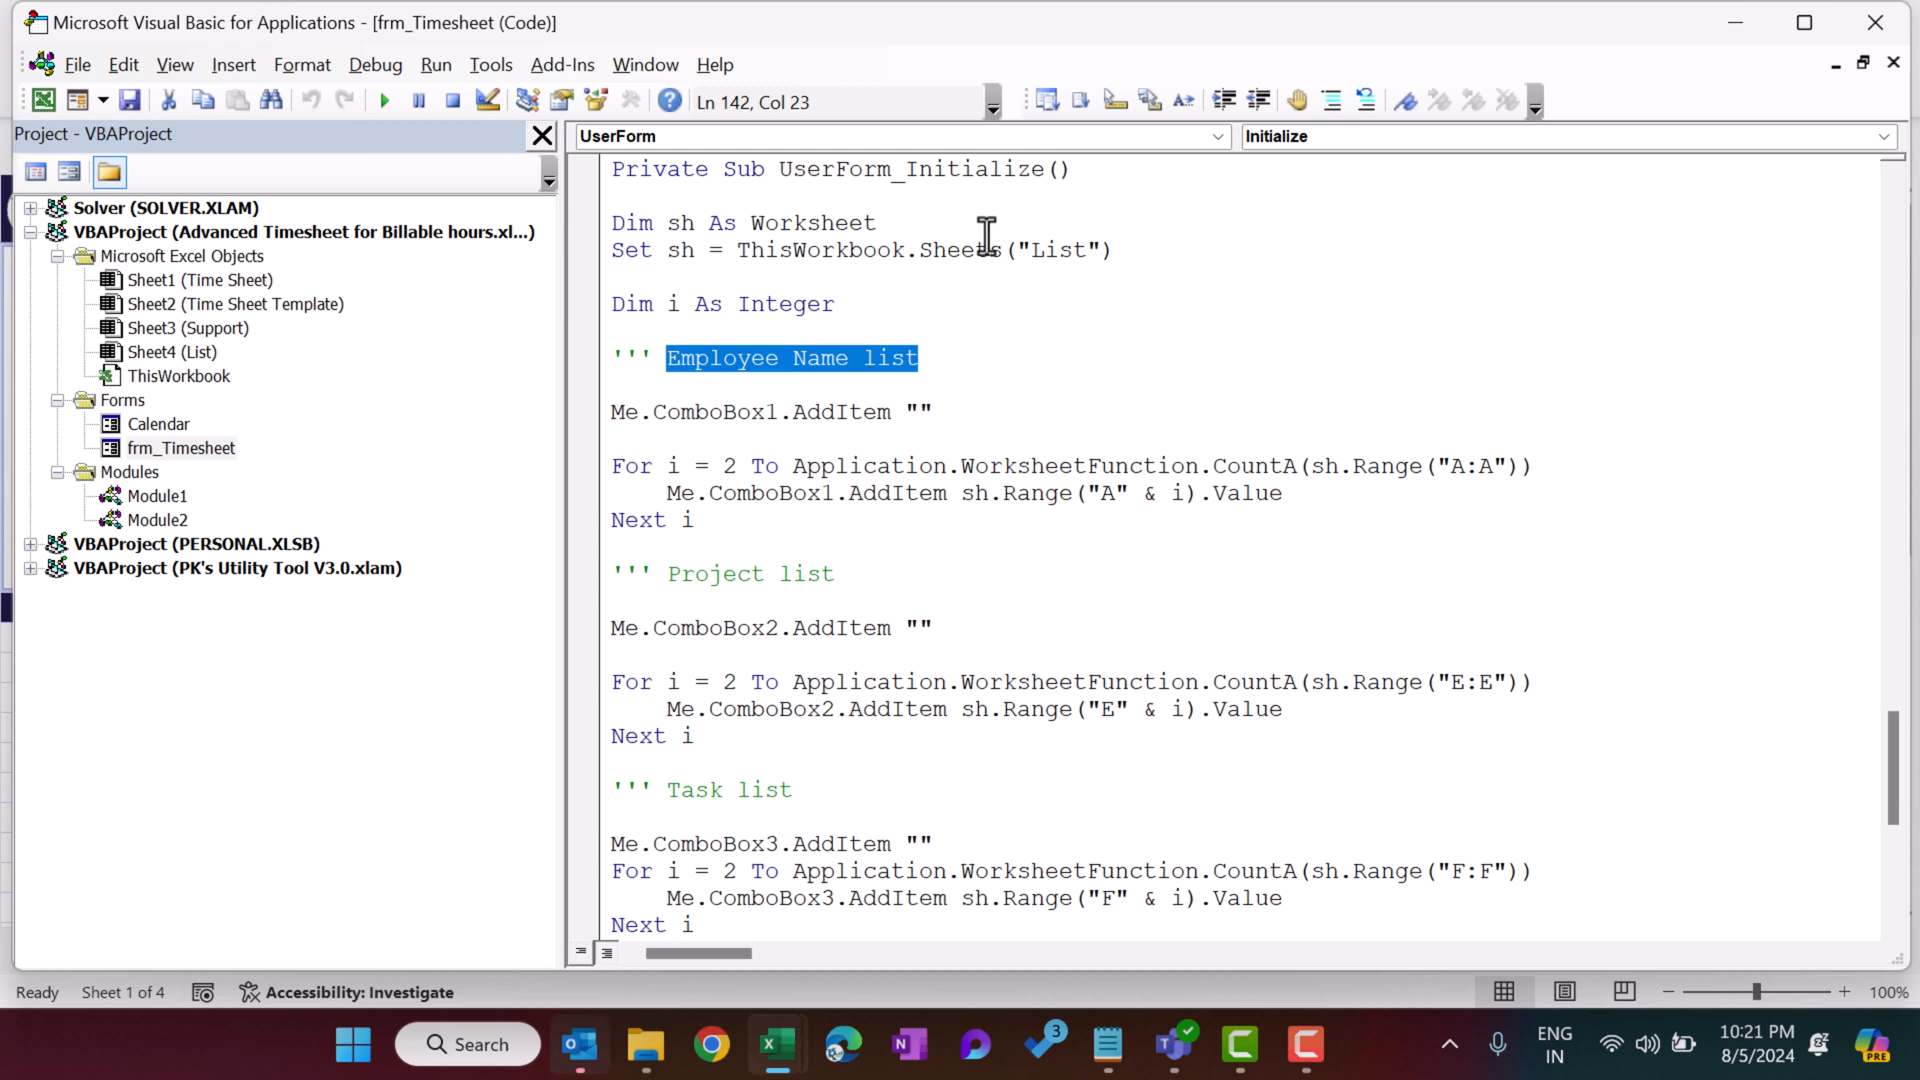 Microsoft Visual Basic for Applications - [frm_Timesheet (Code)]
File Edit View Insert Format Debug Run Tools Add-Ins Window Help
Ln 142, Col 23
Project - VBAProject
UserForm
Initialize
Solver (SOLVER.XLAM)
VBAProject (Advanced Timesheet for Billable hours.xl...)
Microsoft Excel Objects
Sheet1 (Time Sheet)
Sheet2 (Time Sheet Template)
Sheet3 (Support)
Sheet4 (List)
ThisWorkbook
Forms
Calendar
frm_Timesheet
Modules
Module1
Module2
VBAProject (PERSONAL.XLSB)
VBAProject (PK's Utility Tool V3.0.xlam)
Private Sub UserForm_Initialize()
Dim sh As Worksheet
Set sh = ThisWorkbook.Sheets("List")
Dim i As Integer
''' Employee Name list
Me.ComboBox1.AddItem ""
For i = 2 To Application.WorksheetFunction.CountA(sh.Range("A:A"))
Me.ComboBox1.AddItem sh.Range("A" & i).Value
Next i
''' Project list
Me.ComboBox2.AddItem ""
For i = 2 To Application.WorksheetFunction.CountA(sh.Range("E:E"))
Me.ComboBox2.AddItem sh.Range("E" & i).Value
Next i
''' Task list
Me.ComboBox3.AddItem ""
For i = 2 To Application.WorksheetFunction.CountA(sh.Range("F:F"))
Me.ComboBox3.AddItem sh.Range("F" & i).Value
Next i
Ready Sheet 1 of 4 Accessibility: Investigate 100%
Search
3
ENG
IN
10:21 PM
8/5/2024
PRE